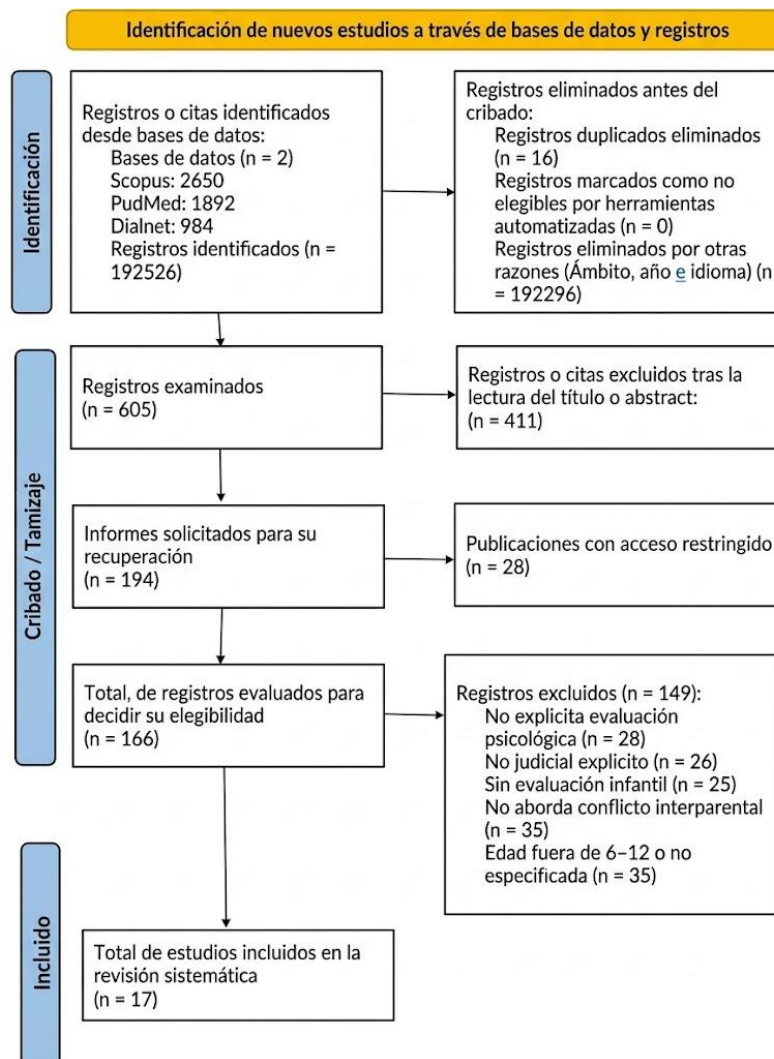 Identificación de nuevos estudios a través de bases de datos y registros
Identificación
Registros o citas identificados
desde bases de datos:
Bases de datos (n = 2)
Scopus: 2650
PudMed: 1892
Dialnet: 984
Registros identificados (n =
192526)
Registros eliminados antes del
cribado:
Registros duplicados eliminados
(n = 16)
Registros marcados como no
elegibles por herramientas
automatizadas (n = 0)
Registros eliminados por otras
razones (Ámbito, año e idioma) (n
= 192296)
Cribado / Tamizaje
Registros examinados
(n = 605)
Registros o citas excluidos tras la
lectura del título o abstract:
(n = 411)
Informes solicitados para su
recuperación
(n = 194)
Publicaciones con acceso restringido
(n = 28)
Total, de registros evaluados para
decidir su elegibilidad
(n = 166)
Registros excluidos (n = 149):
No explicita evaluación
psicológica (n = 28)
No judicial explicito (n = 26)
Sin evaluación infantil (n = 25)
No aborda conflicto interparental
(n = 35)
Edad fuera de 6–12 o no
especificada (n = 35)
Incluido
Total de estudios incluidos en la
revisión sistemática
(n = 17)